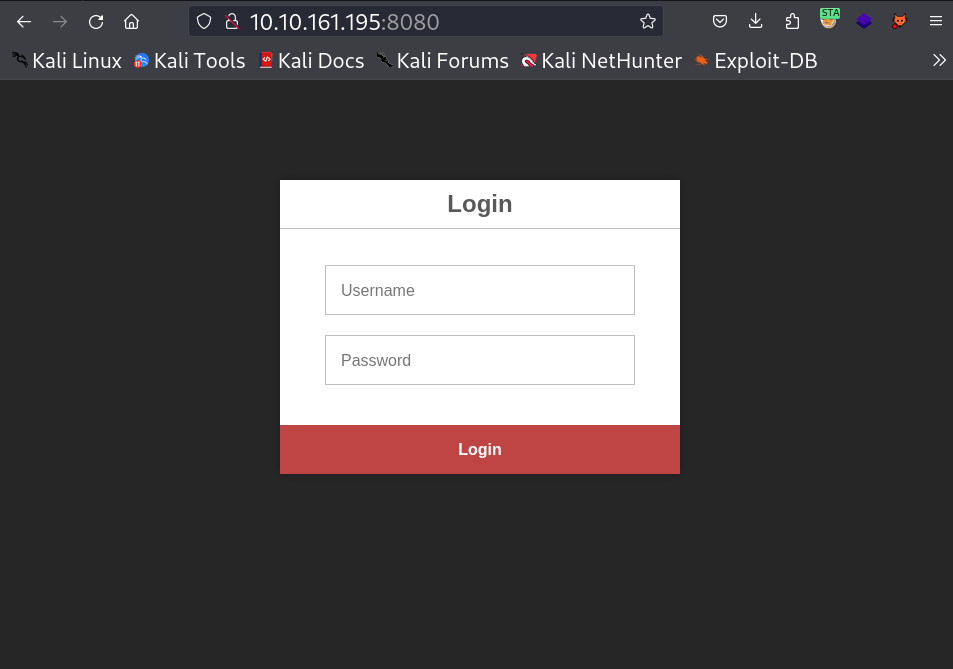 STA
10.10.161.195:8080
Kali Linux Kali Tools Kali Docs Kali Forums Kali NetHunter Exploit-DB
Login
Username
Password
Login